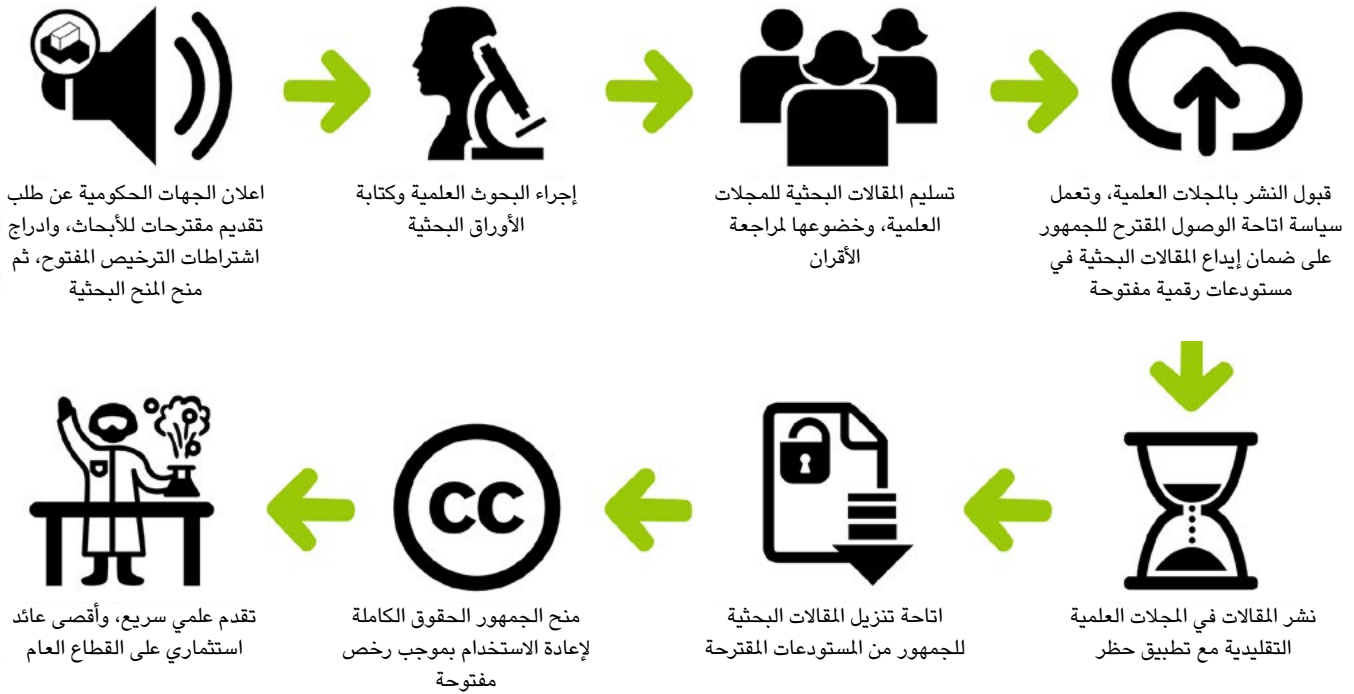 اعلان الجهات الحكومية عن طلب
تقديم مقترحات للأبحاث، وادراج
اشتراطات الترخيص المفتوح، ثم
منح المنح البحثية
إجراء البحوث العلمية وكتابة
الأوراق البحثية
تسليم المقالات البحثية للمجلات
العلمية، وخضوعها لمراجعة
الأقران
قبول النشر بالمجلات العلمية، وتعمل
سياسة اتاحة الوصول المقترح للجمهور
على ضمان إيداع المقالات البحثية في
مستودعات رقمية مفتوحة
نشر المقالات في المجلات العلمية
التقليدية مع تطبيق حظر
اتاحة تنزيل المقالات البحثية
للجمهور من المستودعات المقترحة
CC
منح الجمهور الحقوق الكاملة
لإعادة الاستخدام بموجب رخص
مفتوحة
تقدم علمي سريع، وأقصى عائد
استثماري على القطاع العام